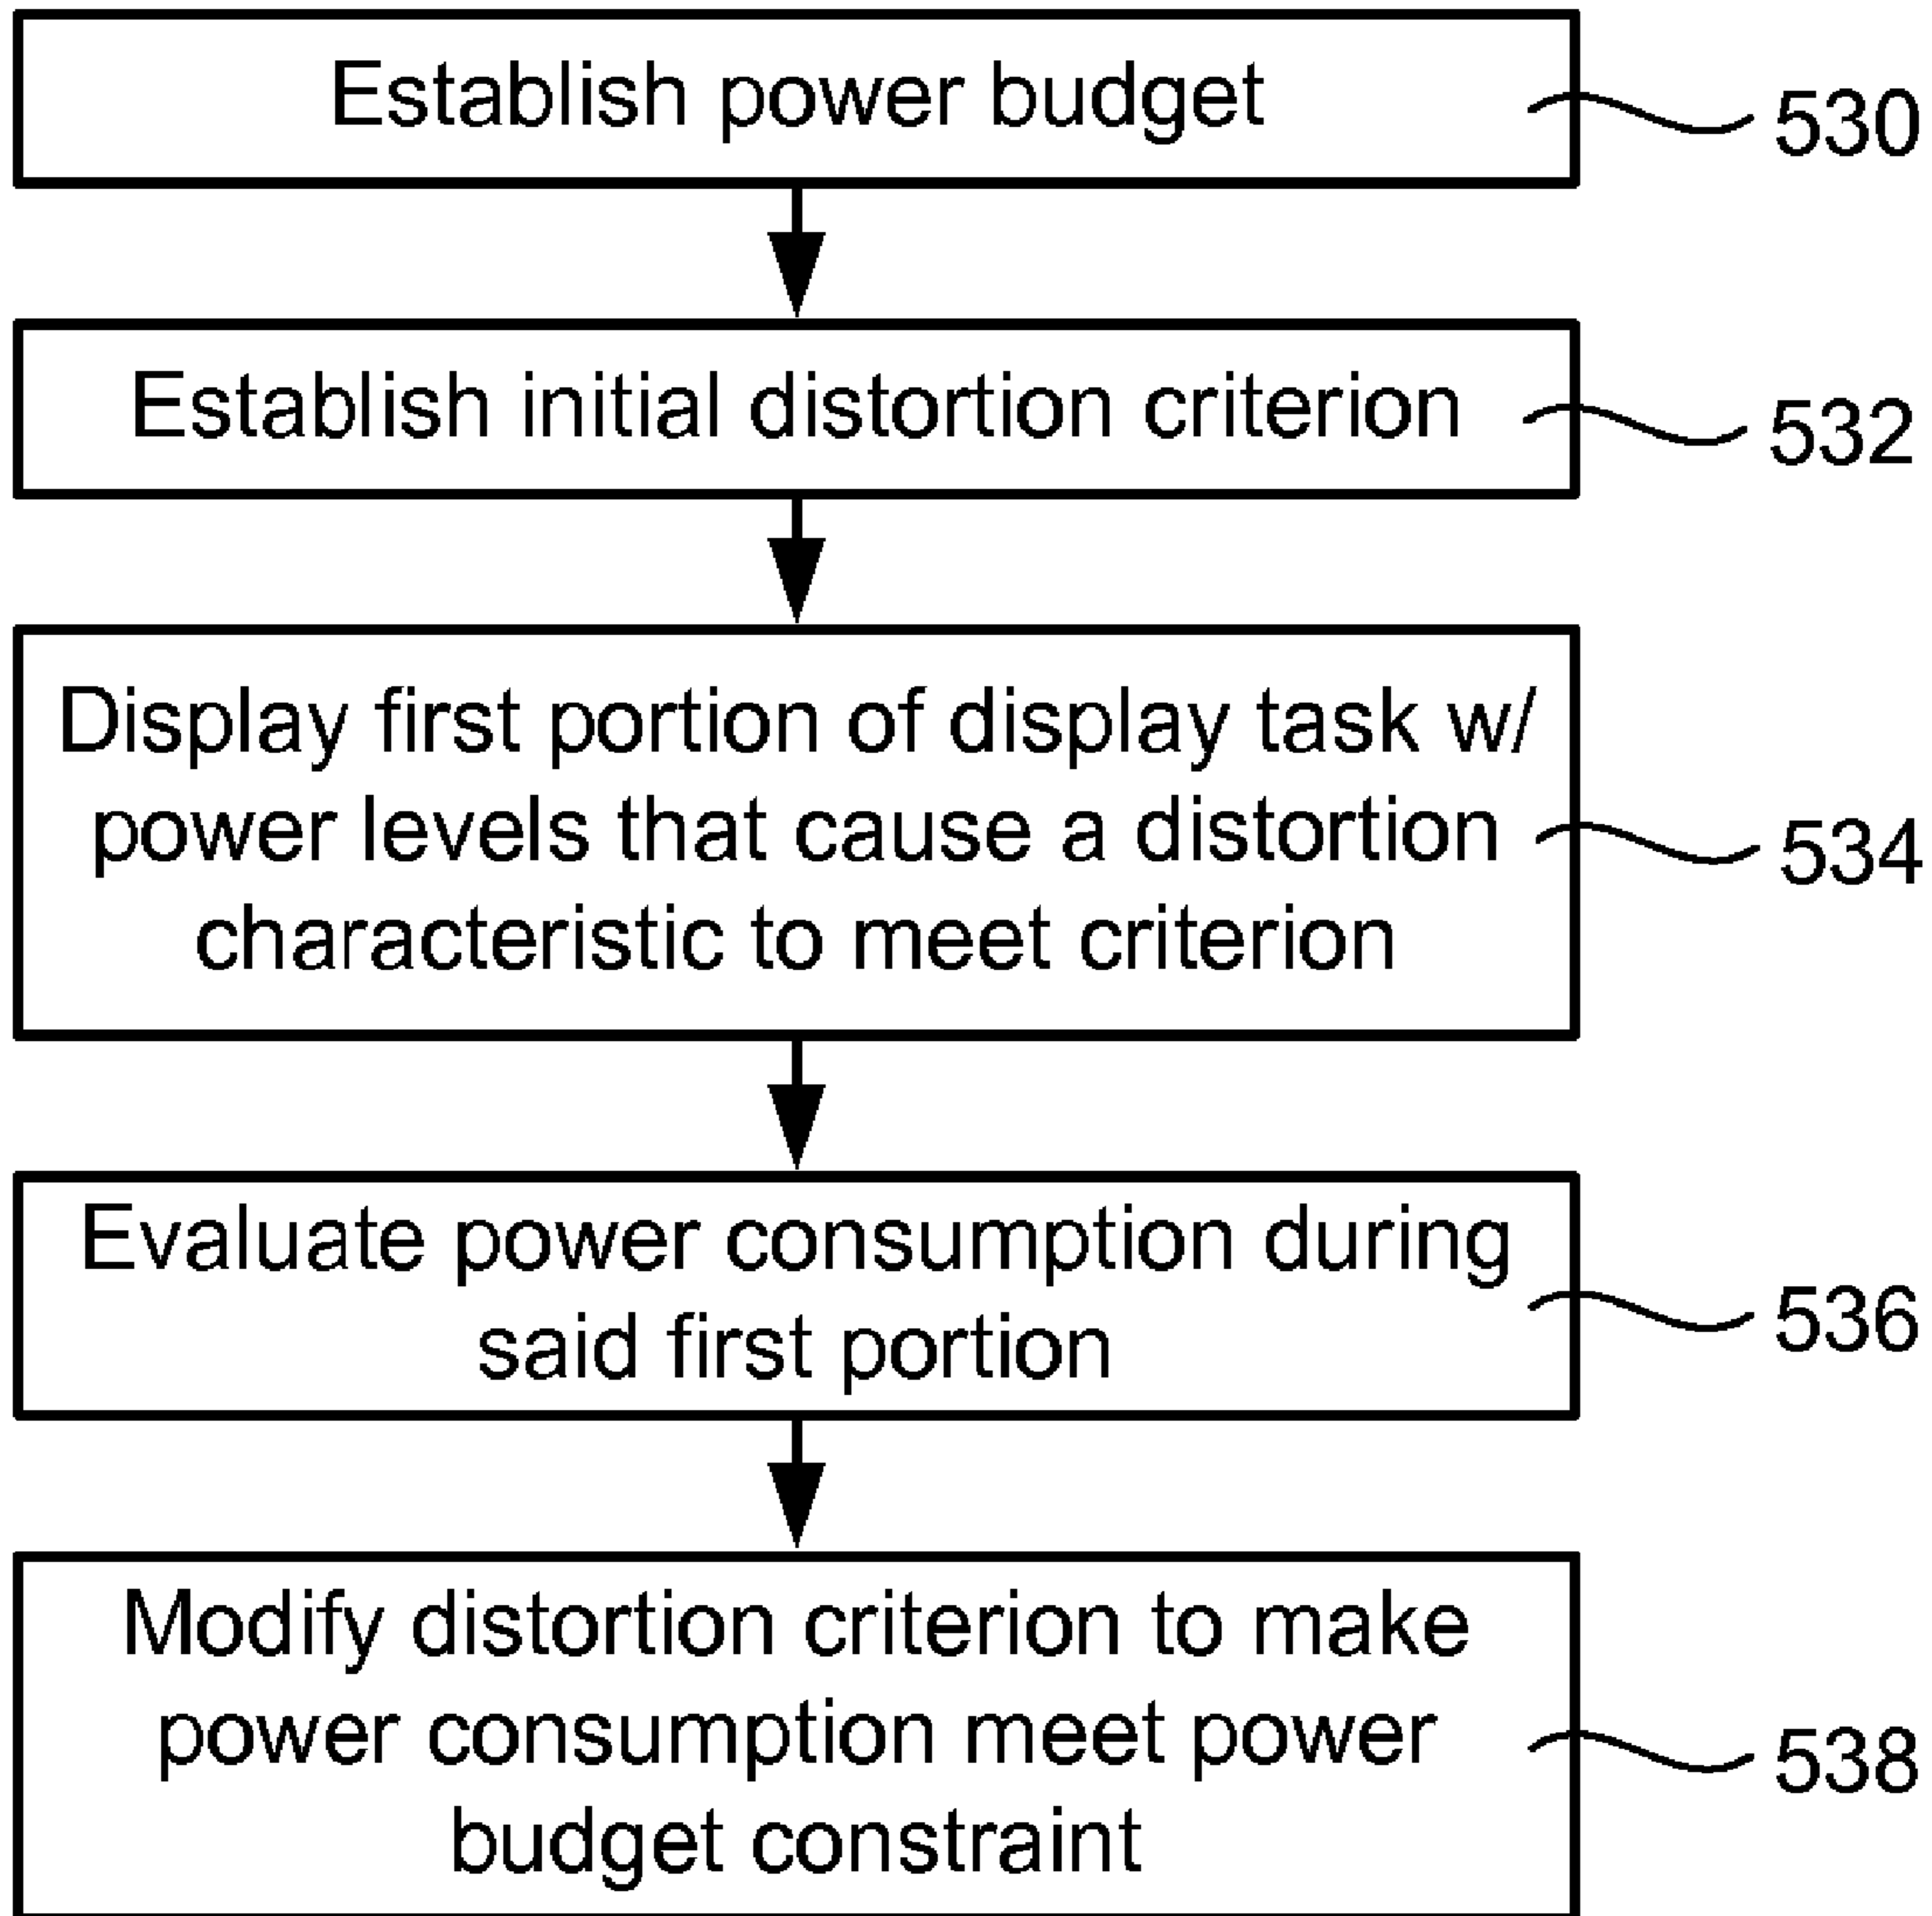 Establish power budget
530
Establish initial distortion criterion
532
Display first portion of display task w/
power levels that cause a distortion
characteristic to meet criterion
534
Evaluate power consumption during
said first portion
536
Modify distortion criterion to make
power consumption meet power
budget constraint
538